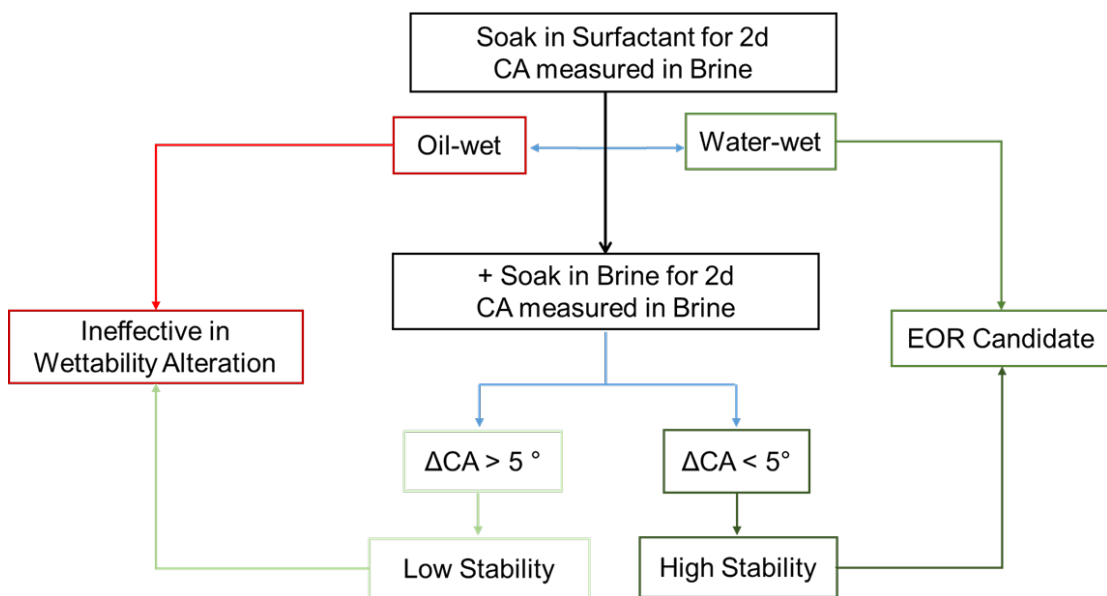 Soak in Surfactant for 2d
CA measured in Brine
Oil-wet
Water-wet
+ Soak in Brine for 2d
CA measured in Brine
Ineffective in
Wettability Alteration
EOR Candidate
ΔCA > 5 °
ΔCA < 5°
Low Stability
High Stability